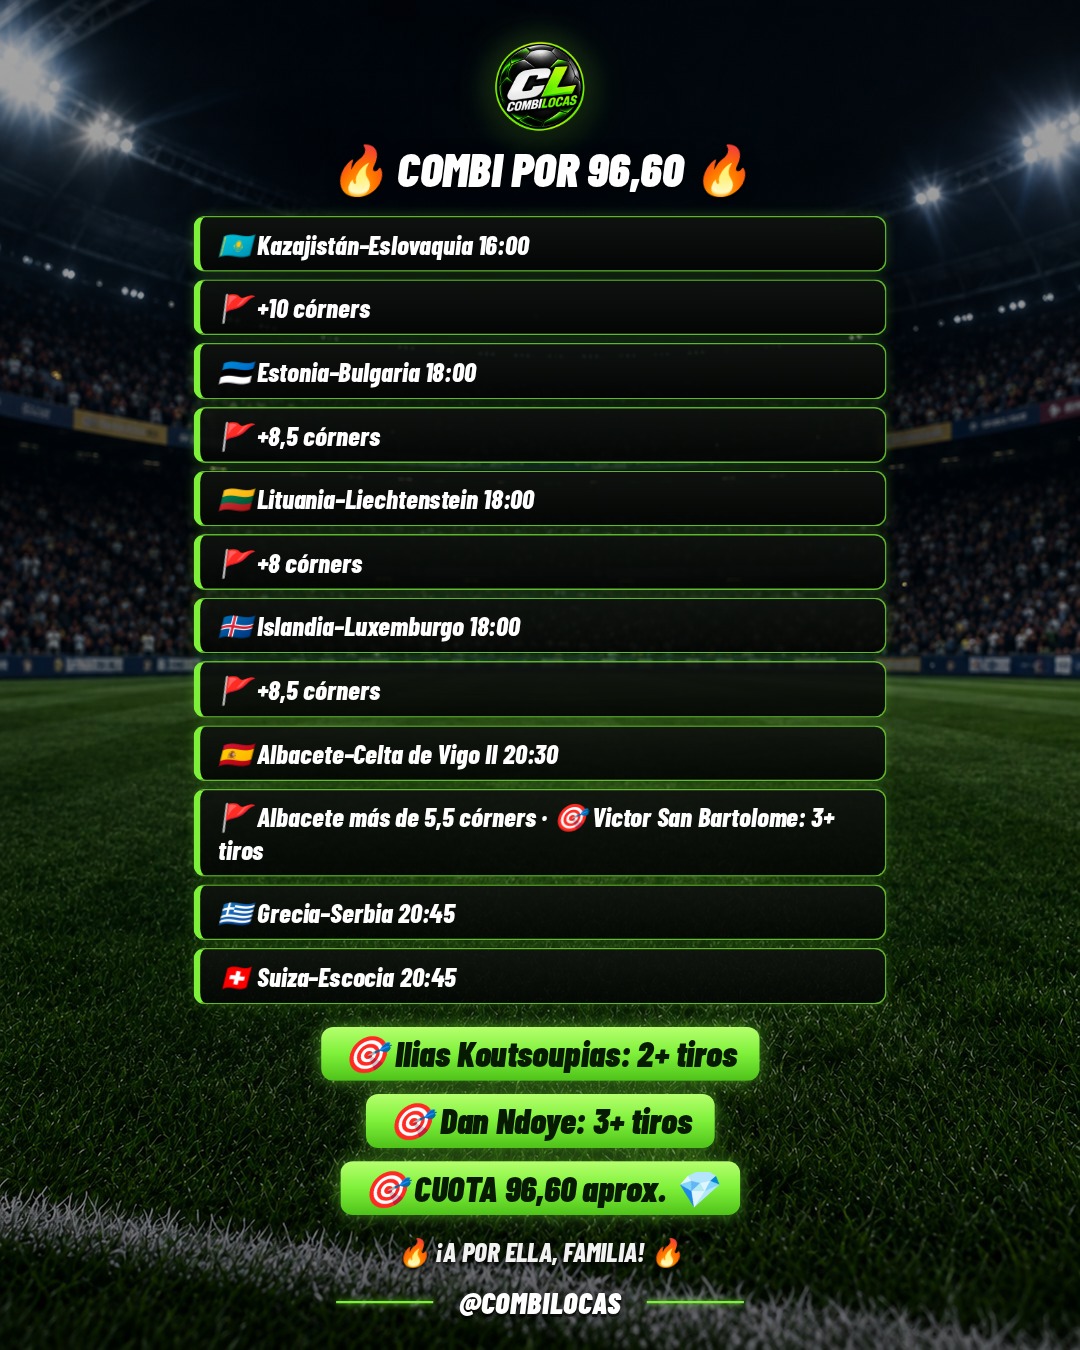 CL
COMBILOCAS
🔥 COMBI POR 96,60 🔥
🇰🇿 Kazajistán–Eslovaquia 16:00
🚩 +10 córners
🇪🇪 Estonia–Bulgaria 18:00
🚩 +8,5 córners
🇱🇹 Lituania–Liechtenstein 18:00
🚩 +8 córners
🇮🇸 Islandia–Luxemburgo 18:00
🚩 +8,5 córners
🇪🇸 Albacete–Celta de Vigo II 20:30
🚩 Albacete más de 5,5 córners · 🎯 Victor San Bartolome: 3+
tiros
🇬🇷 Grecia–Serbia 20:45
🇨🇭 Suiza–Escocia 20:45
🎯 Ilias Koutsoupias: 2+ tiros
🎯 Dan Ndoye: 3+ tiros
🎯 CUOTA 96,60 aprox. 💎
🔥 ¡A POR ELLA, FAMILIA! 🔥
@COMBILOCAS